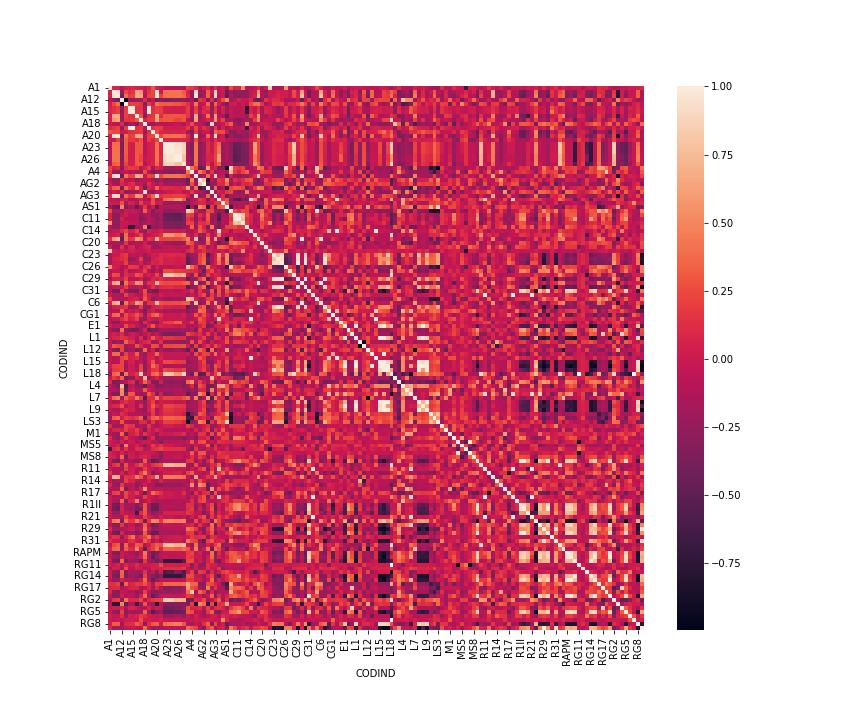 A1
A12
A15
A18
A20
A23
A26
A4
AG2
AG3
AS1
C11
C14
C20
C23
C26
C29
C31
C6
CG1
E1
L1
L12
L15
L18
L4
L7
L9
LS3
M1
MS5
MS8
R11
R14
R17
R1II
R21
R29
R31
RAPM
RG11
RG14
RG17
RG2
RG5
RG8
CODIND
A1
A12
A15
A18
A20
A23
A26
A4
AG2
AG3
AS1
C11
C14
C20
C23
C26
C29
C31
C6
CG1
E1
L1
L12
L15
L18
L4
L7
L9
LS3
M1
MS5
MS8
R11
R14
R17
R1II
R21
R29
R31
RAPM
RG11
RG14
RG17
RG2
RG5
RG8
CODIND
1.00
0.75
0.50
0.25
0.00
−0.25
−0.50
−0.75